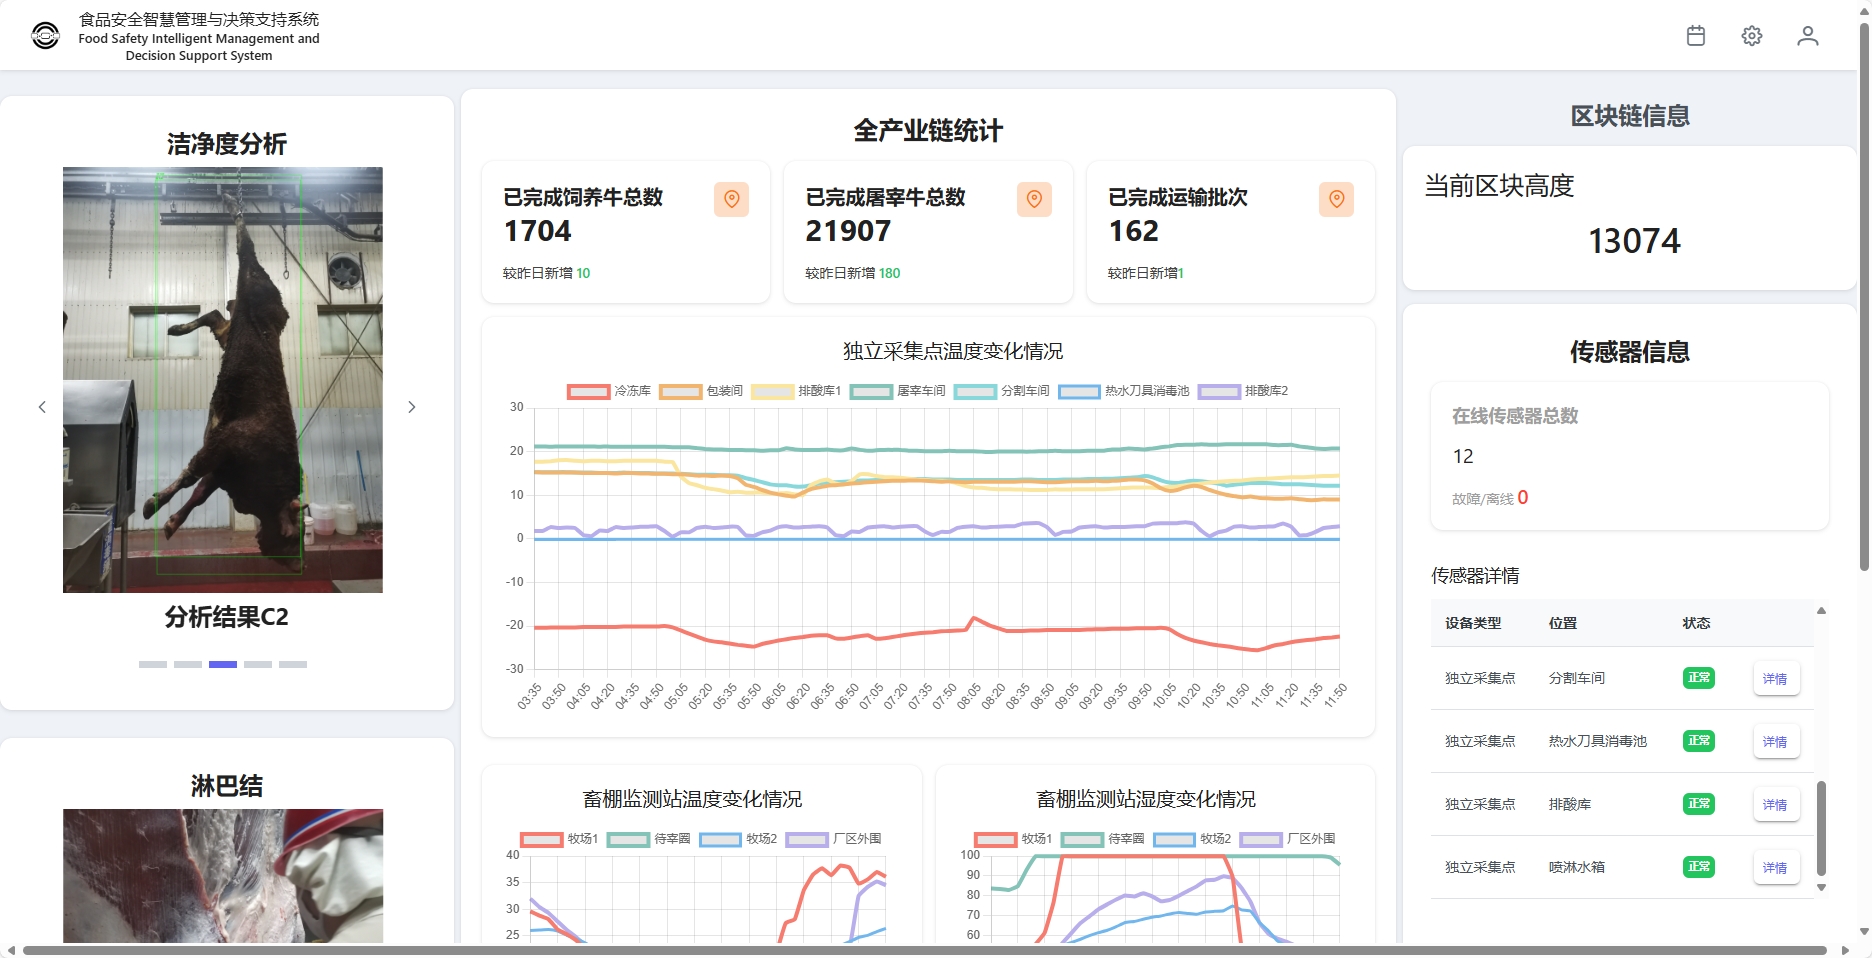 食品安全智慧管理与决策支持系统
Food Safety Intelligent Management and
Decision Support System
洁净度分析
分析结果C2
淋巴结
全产业链统计
已完成饲养牛总数
1704
较昨日新增 10
已完成屠宰牛总数
21907
较昨日新增 180
已完成运输批次
162
较昨日新增1
独立采集点温度变化情况
冷冻库 包装间 排酸库1 屠宰车间 分割车间 热水刀具消毒池 排酸库2
30
20
10
0
-10
-20
-30
03:35 03:50 04:05 04:20 04:35 04:50 05:05 05:20 05:35 05:50 06:05 06:20 06:35 06:50 07:05 07:20 07:35 07:50 08:05 08:20 08:35 08:50 09:05 09:20 09:35 09:50 10:05 10:20 10:35 10:50 11:05 11:20 11:35 11:50
畜棚监测站温度变化情况
牧场1 待宰圈 牧场2 厂区外围
40
35
30
25
畜棚监测站湿度变化情况
牧场1 待宰圈 牧场2 厂区外围
100
90
80
70
60
区块链信息
当前区块高度
13074
传感器信息
在线传感器总数
12
故障/离线 0
传感器详情
设备类型 位置 状态
独立采集点 分割车间 正常 详情
独立采集点 热水刀具消毒池 正常 详情
独立采集点 排酸库 正常 详情
独立采集点 喷淋水箱 正常 详情